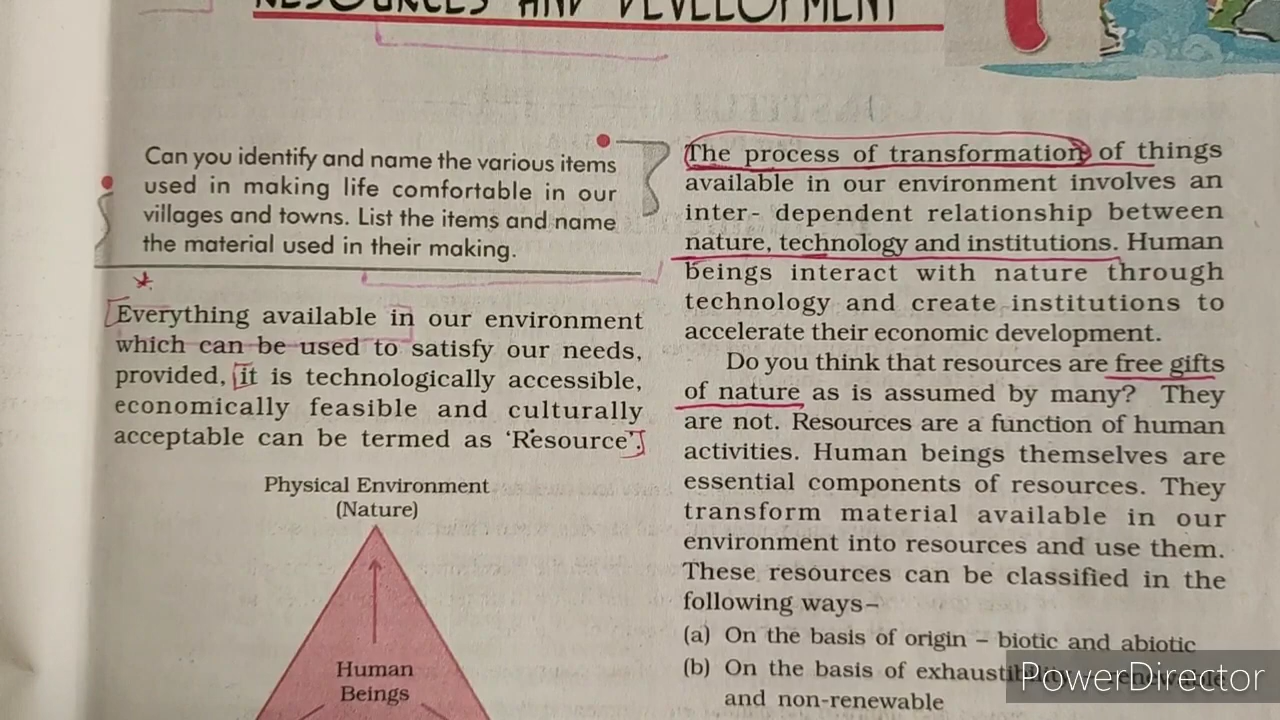 RESOURCES AND DEVELOPMENT
Can you identify and name the various items
used in making life comfortable in our
villages and towns. List the items and name
the material used in their making.
Everything available in our environment
which can be used to satisfy our needs,
provided, it is technologically accessible,
economically feasible and culturally
acceptable can be termed as ‘Resource’.
Physical Environment
(Nature)
Human
Beings
The process of transformation of things
available in our environment involves an
inter- dependent relationship between
nature, technology and institutions. Human
beings interact with nature through
technology and create institutions to
accelerate their economic development.
Do you think that resources are free gifts
of nature as is assumed by many? They
are not. Resources are a function of human
activities. Human beings themselves are
essential components of resources. They
transform material available in our
environment into resources and use them.
These resources can be classified in the
following ways–
(a) On the basis of origin – biotic and abiotic
(b) On the basis of exhaustibility – renewable
and non-renewable
PowerDirector